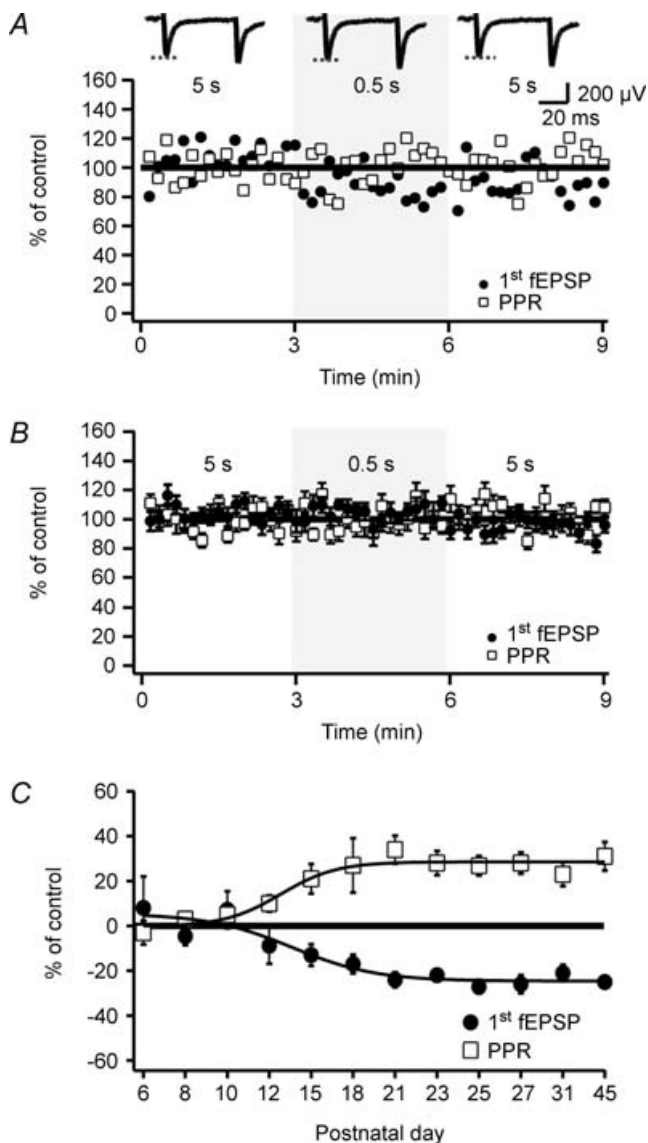 A
5 s
0.5 s
5 s
200 µV
20 ms
160
140
120
100
80
60
40
20
0
% of control
1st fEPSP
PPR
0
3
6
9
Time (min)
B
160
140
120
100
80
60
40
20
0
% of control
5 s
0.5 s
5 s
1st fEPSP
PPR
0
3
6
9
Time (min)
C
60
40
20
0
-20
-40
-60
% of control
1st fEPSP
PPR
6 8 10 12 15 18 21 23 25 27 31 45
Postnatal day